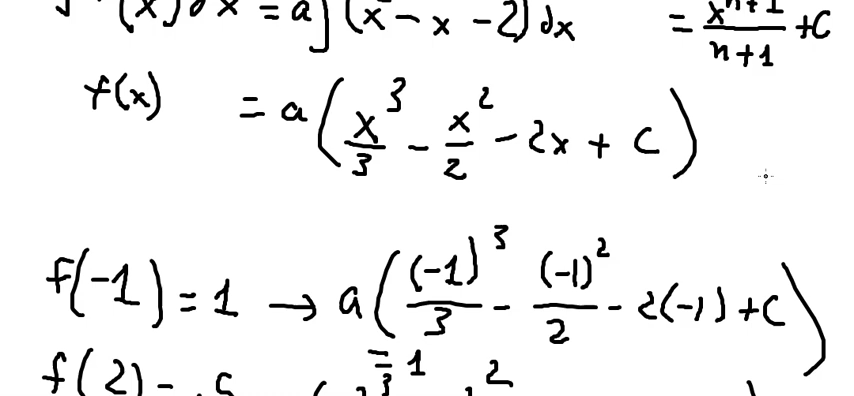 (x)dx = a∫(x² - x - 2)dx = x^(n+1)/(n+1) + C
f(x) = a(x³/3 - x²/2 - 2x + C)
f(-1) = 1 → a((-1)³/3 - (-1)²/2 - 2(-1) + C) = 1
f(2) =